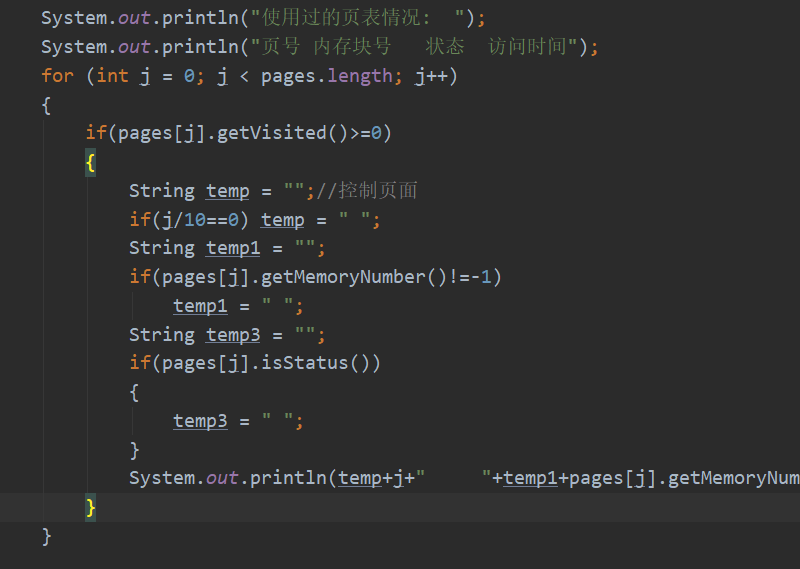 System.out.println("使用过的页表情况:  ");
System.out.println("页号 内存块号   状态  访问时间");
for (int j = 0; j < pages.length; j++)
{
if(pages[j].getVisited()>=0)
{
String temp = "";//控制页面
if(j/10==0) temp = " ";
String temp1 = "";
if(pages[j].getMemoryNumber()!=-1)
temp1 = " ";
String temp3 = "";
if(pages[j].isStatus())
{
temp3 = " ";
}
System.out.println(temp+j+"     "+temp1+pages[j].getMemoryNum
}
}